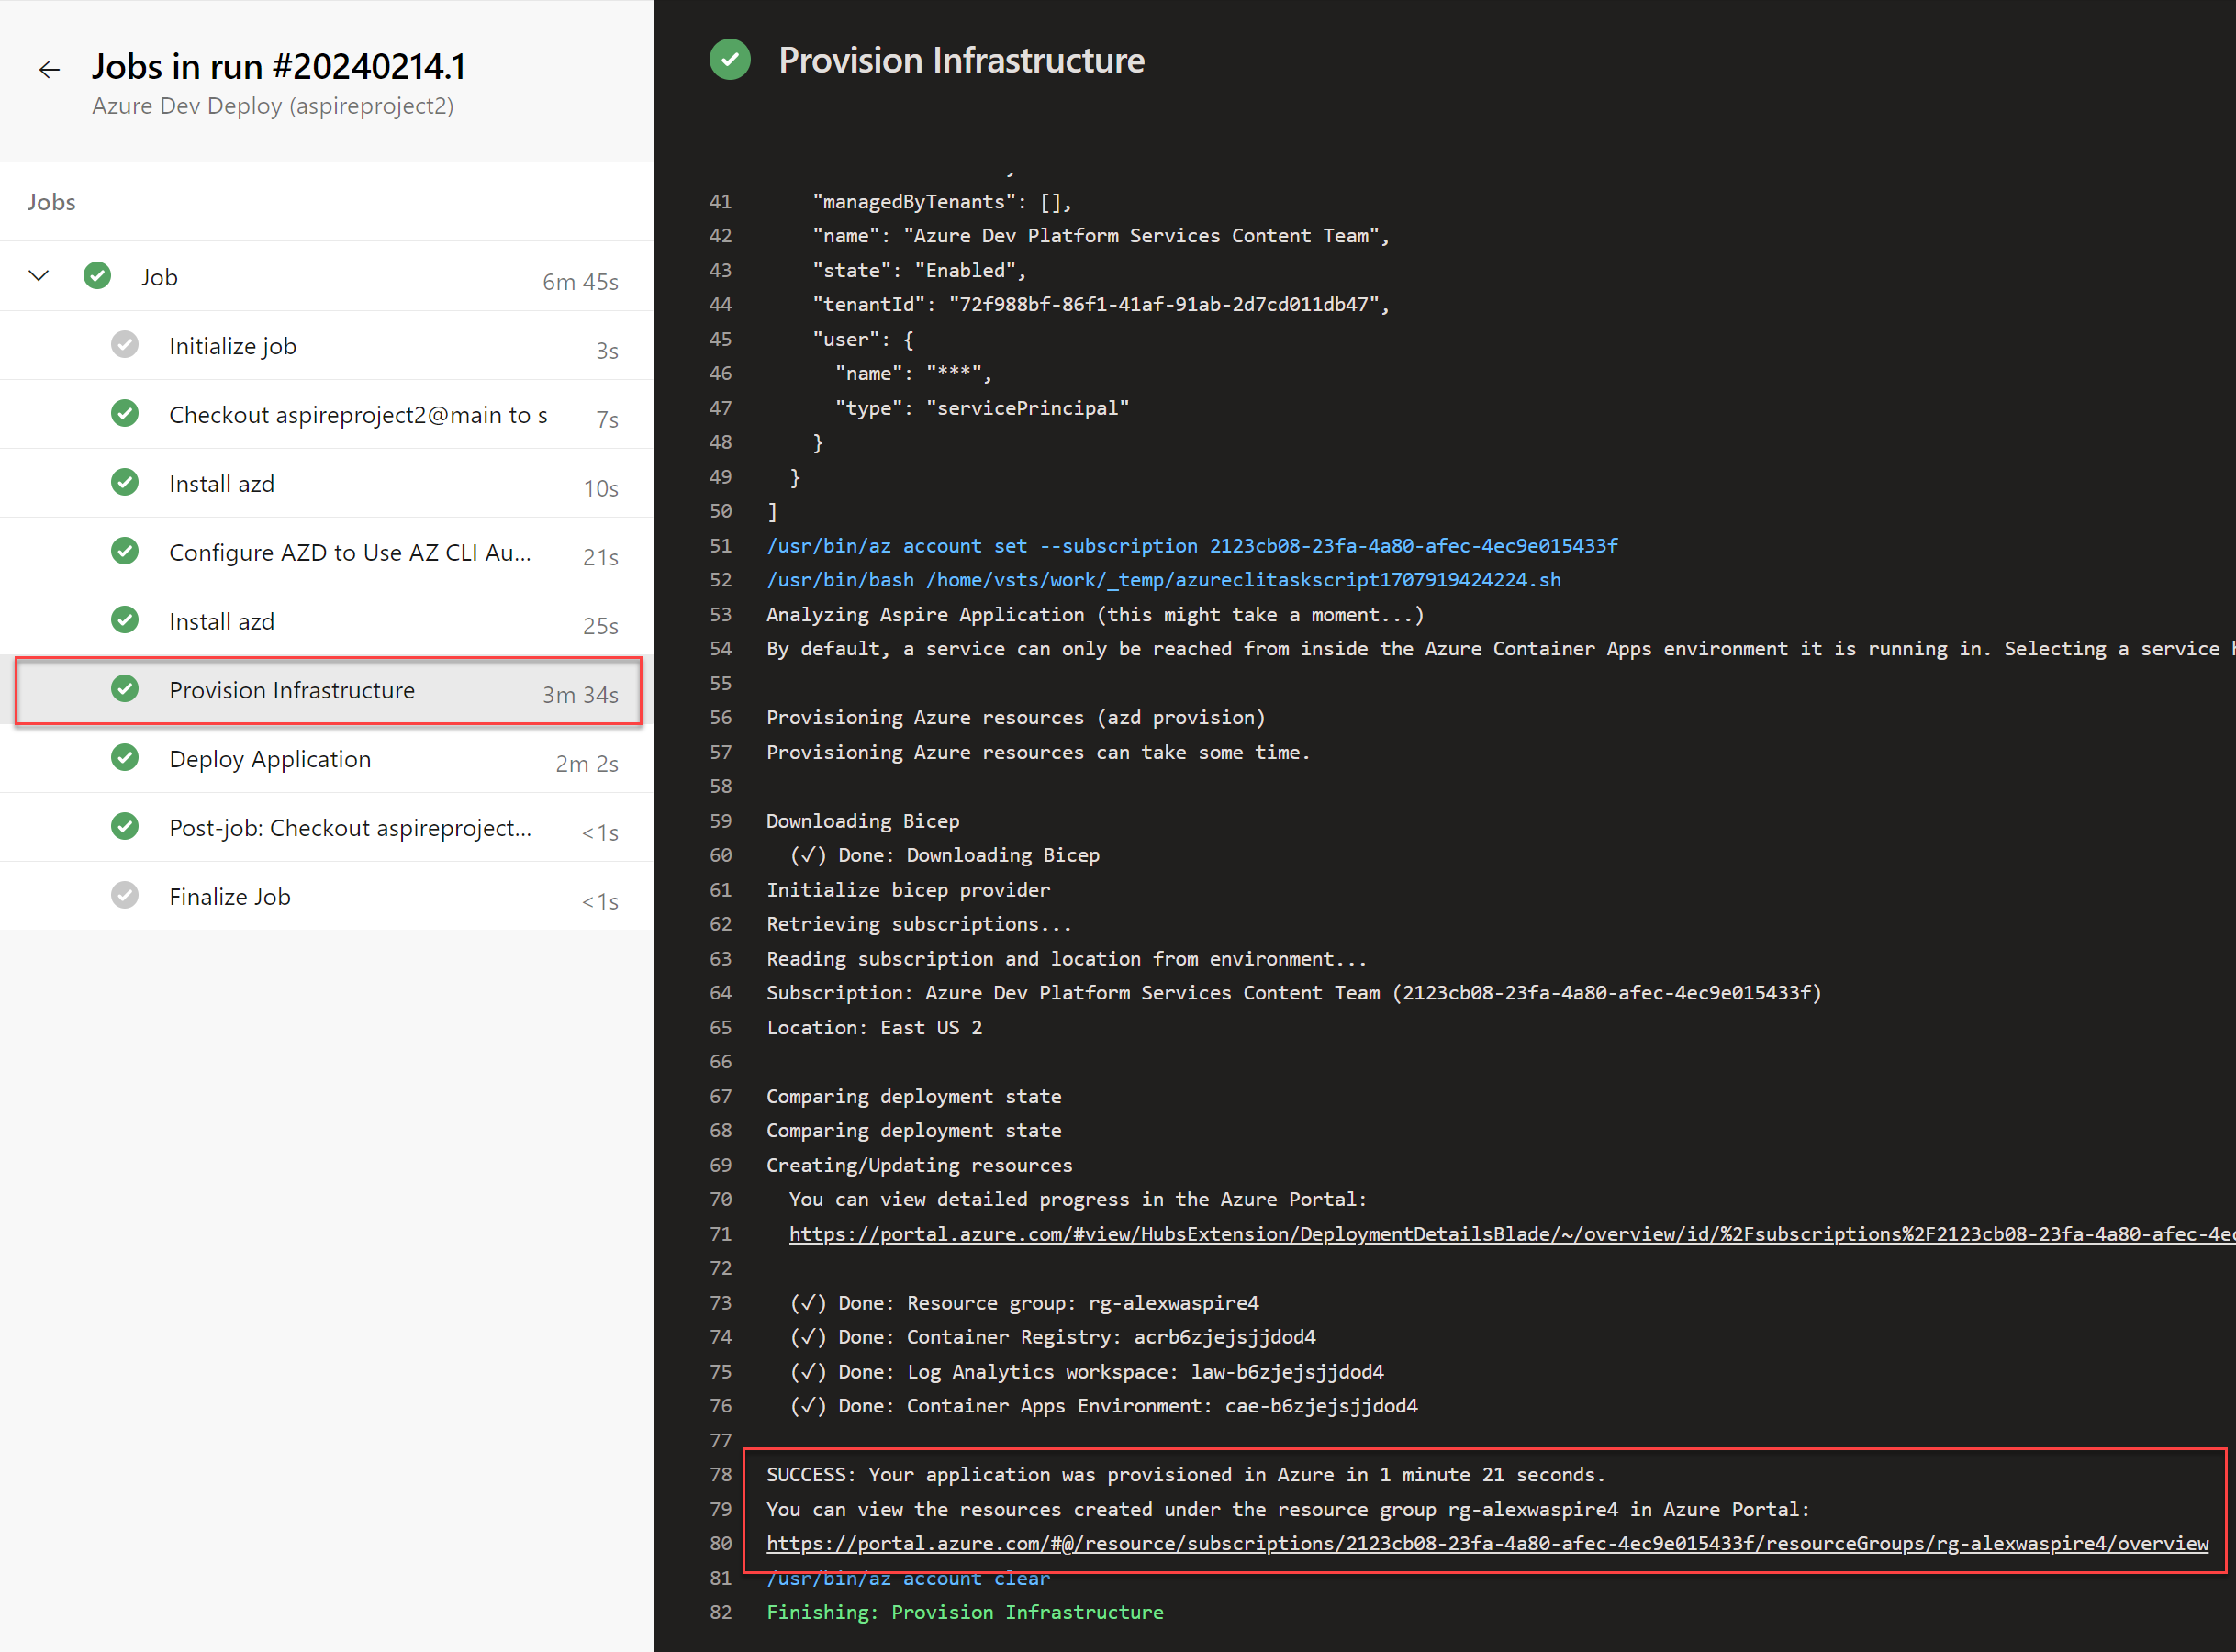 Jobs in run #20240214.1
Azure Dev Deploy (aspireproject2)
Jobs
Job 6m 45s
Initialize job 3s
Checkout aspireproject2@main to s 7s
Install azd 10s
Configure AZD to Use AZ CLI Au... 21s
Install azd 25s
Provision Infrastructure 3m 34s
Deploy Application 2m 2s
Post-job: Checkout aspireproject... <1s
Finalize Job <1s
Provision Infrastructure
41 "managedByTenants": [],
42 "name": "Azure Dev Platform Services Content Team",
43 "state": "Enabled",
44 "tenantId": "72f988bf-86f1-41af-91ab-2d7cd011db47",
45 "user": {
46 "name": "***",
47 "type": "servicePrincipal"
48 }
49 }
50 ]
51 /usr/bin/az account set --subscription 2123cb08-23fa-4a80-afec-4ec9e015433f
52 /usr/bin/bash /home/vsts/work/_temp/azureclitaskscript1707919424224.sh
53 Analyzing Aspire Application (this might take a moment...)
54 By default, a service can only be reached from inside the Azure Container Apps environment it is running in. Selecting a service
55
56 Provisioning Azure resources (azd provision)
57 Provisioning Azure resources can take some time.
58
59 Downloading Bicep
60 (✓) Done: Downloading Bicep
61 Initialize bicep provider
62 Retrieving subscriptions...
63 Reading subscription and location from environment...
64 Subscription: Azure Dev Platform Services Content Team (2123cb08-23fa-4a80-afec-4ec9e015433f)
65 Location: East US 2
66
67 Comparing deployment state
68 Comparing deployment state
69 Creating/Updating resources
70 You can view detailed progress in the Azure Portal:
71 https://portal.azure.com/#view/HubsExtension/DeploymentDetailsBlade/~/overview/id/%2Fsubscriptions%2F2123cb08-23fa-4a80-afec-4ec
72
73 (✓) Done: Resource group: rg-alexwaspire4
74 (✓) Done: Container Registry: acrb6zjejsjjdod4
75 (✓) Done: Log Analytics workspace: law-b6zjejsjjdod4
76 (✓) Done: Container Apps Environment: cae-b6zjejsjjdod4
77
78 SUCCESS: Your application was provisioned in Azure in 1 minute 21 seconds.
79 You can view the resources created under the resource group rg-alexwaspire4 in Azure Portal:
80 https://portal.azure.com/#@/resource/subscriptions/2123cb08-23fa-4a80-afec-4ec9e015433f/resourceGroups/rg-alexwaspire4/overview
81 /usr/bin/az account clear
82 Finishing: Provision Infrastructure